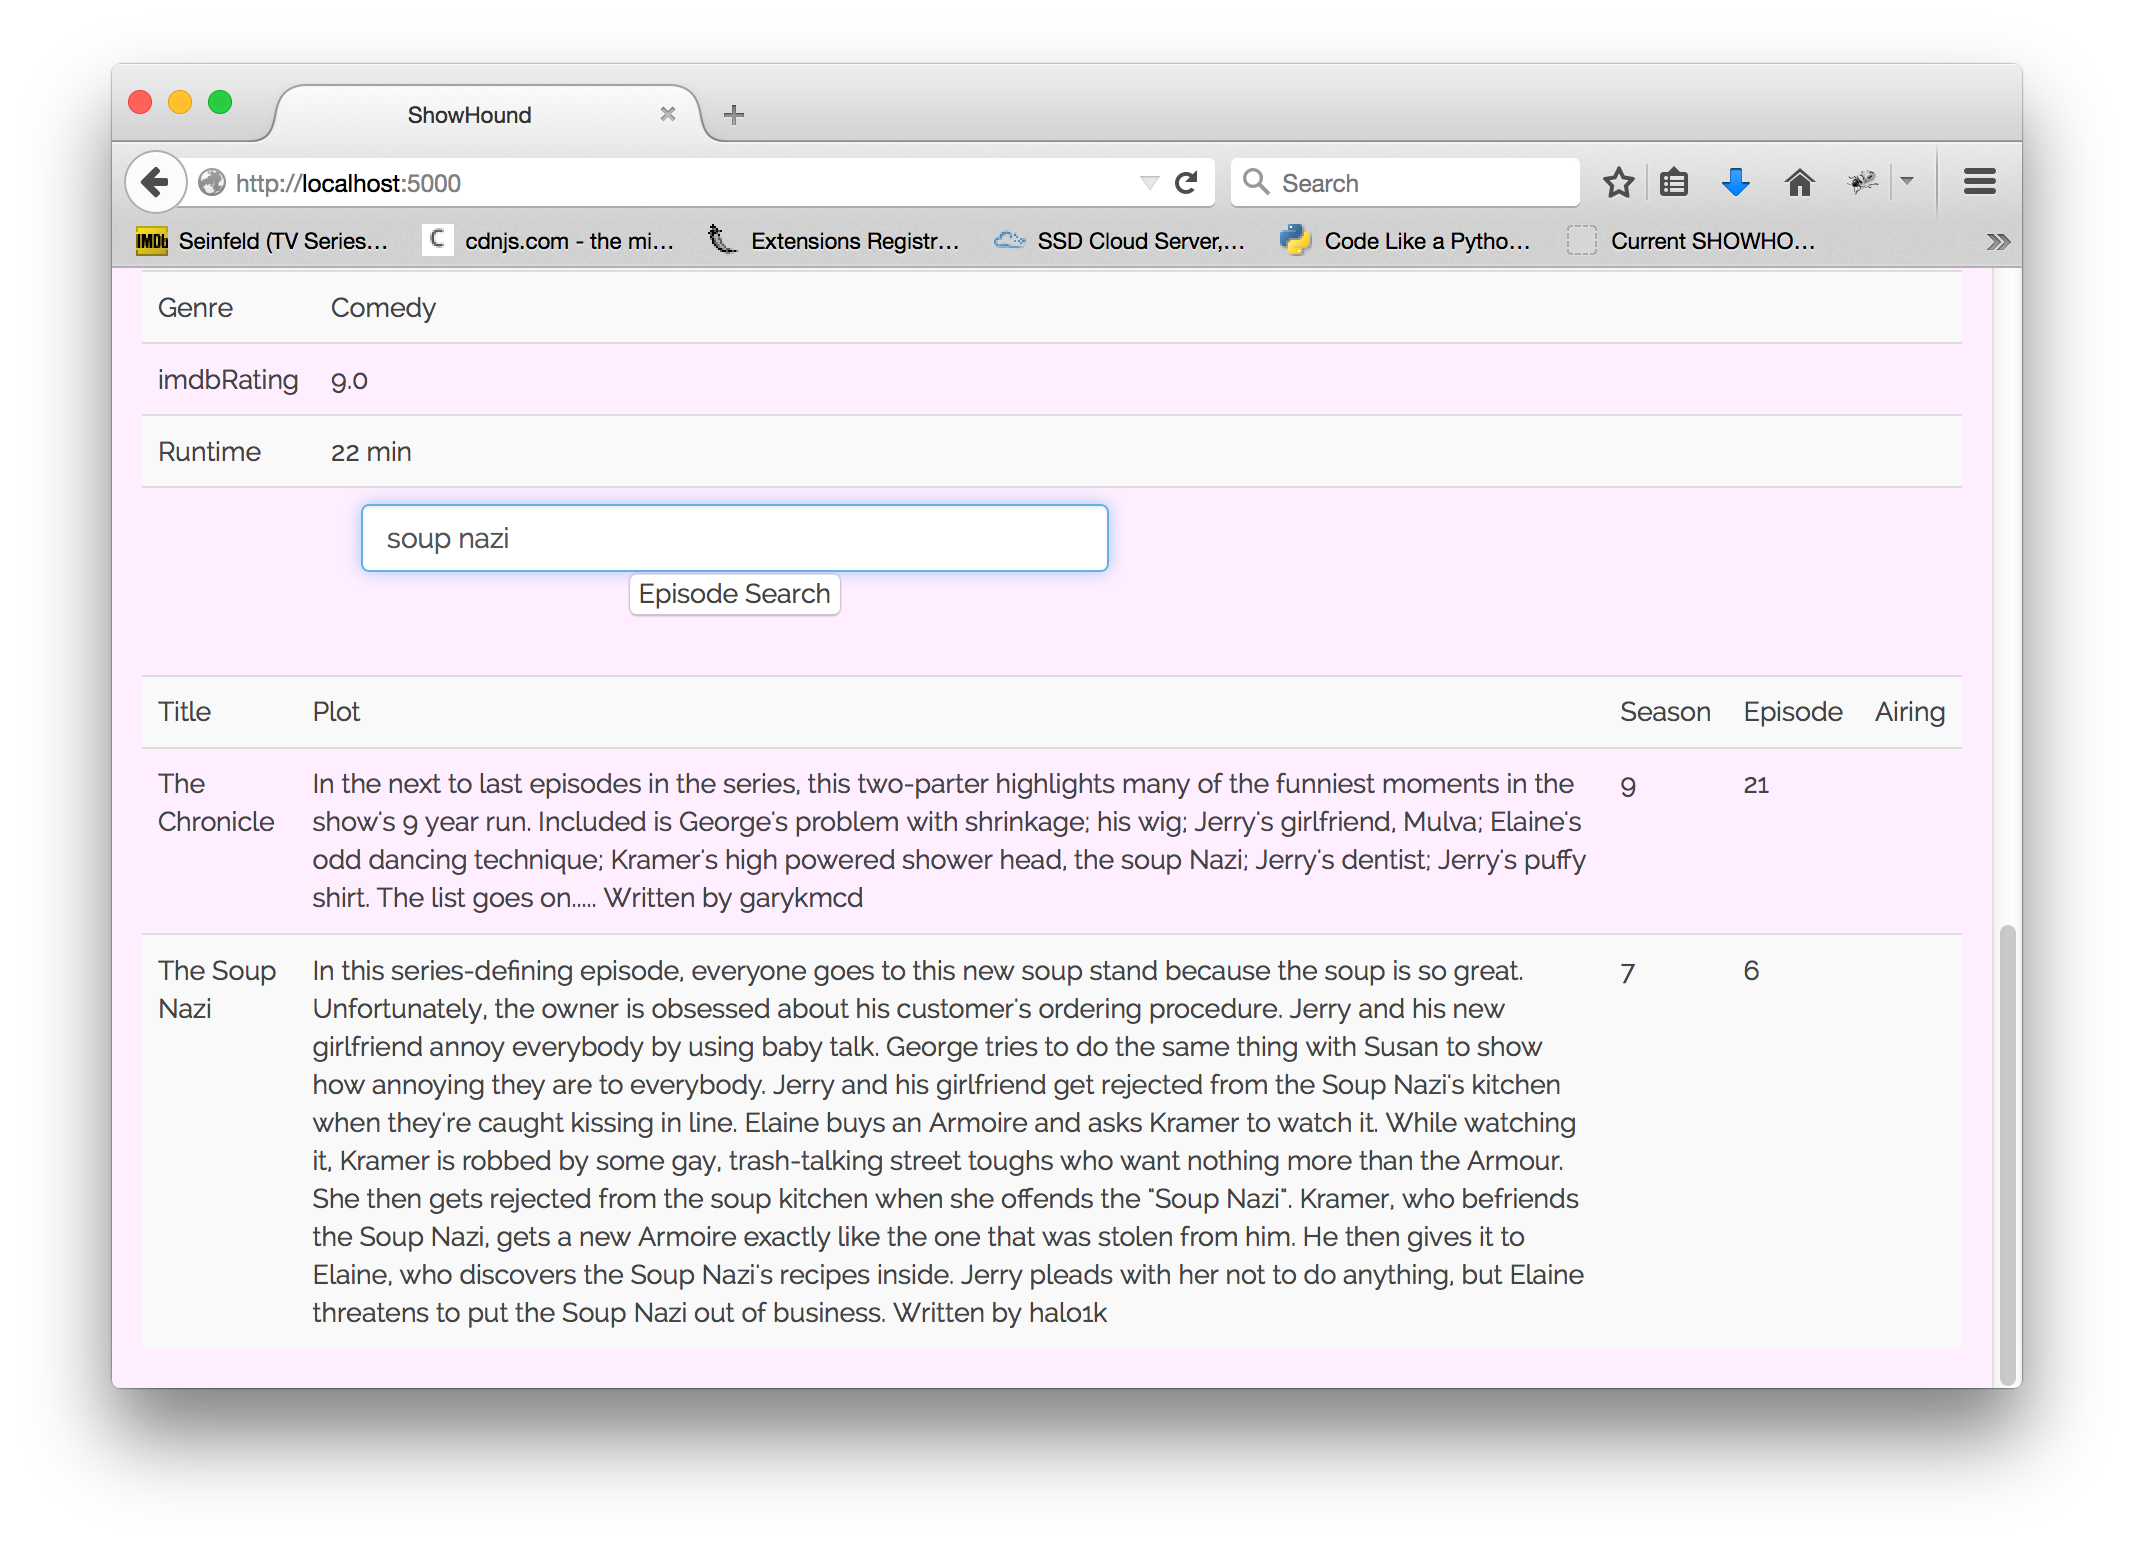 ShowHound
http://localhost:5000
Search
IMDb Seinfeld (TV Series... C cdnjs.com - the mi... Extensions Registr... SSD Cloud Server,... Code Like a Pytho... Current SHOWHO...
Genre Comedy
imdbRating 9.0
Runtime 22 min
soup nazi
Episode Search
Title Plot Season Episode Airing
The In the next to last episodes in the series, this two-parter highlights many of the funniest moments in the 9 21
Chronicle show's 9 year run. Included is George's problem with shrinkage; his wig; Jerry's girlfriend, Mulva; Elaine's
odd dancing technique; Kramer's high powered shower head, the soup Nazi; Jerry's dentist; Jerry's puffy
shirt. The list goes on..... Written by garykmcd
The Soup In this series-defining episode, everyone goes to this new soup stand because the soup is so great. 7 6
Nazi Unfortunately, the owner is obsessed about his customer's ordering procedure. Jerry and his new
girlfriend annoy everybody by using baby talk. George tries to do the same thing with Susan to show
how annoying they are to everybody. Jerry and his girlfriend get rejected from the Soup Nazi's kitchen
when they're caught kissing in line. Elaine buys an Armoire and asks Kramer to watch it. While watching
it, Kramer is robbed by some gay, trash-talking street toughs who want nothing more than the Armour.
She then gets rejected from the soup kitchen when she offends the "Soup Nazi". Kramer, who befriends
the Soup Nazi, gets a new Armoire exactly like the one that was stolen from him. He then gives it to
Elaine, who discovers the Soup Nazi's recipes inside. Jerry pleads with her not to do anything, but Elaine
threatens to put the Soup Nazi out of business. Written by halo1k